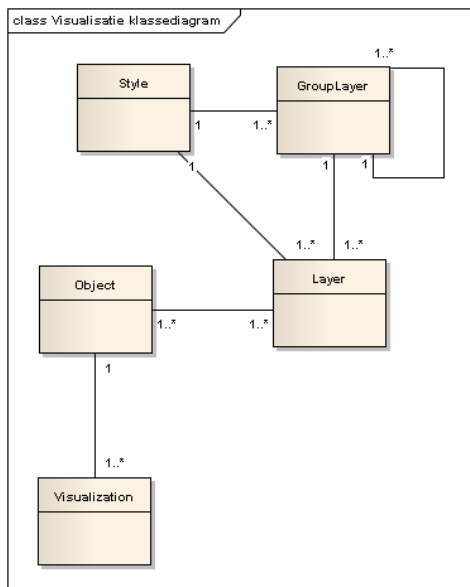 class Visualisatie klassediagram
1..*
Style
GroupLayer
1
1..*
1
1
1
1..*
1..*
Object
Layer
1..*
1..*
1
1..*
Visualization